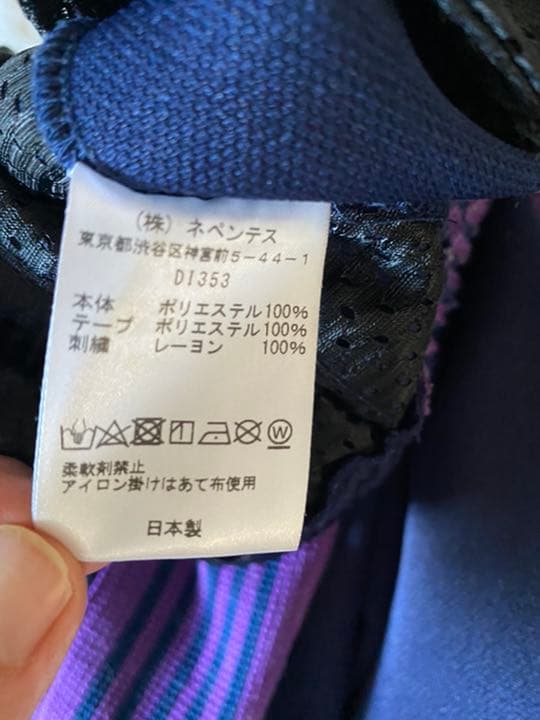 (株) ネペンテス
東京都渋谷区神宮前5-44-1
DI353
本体 ポリエステル100%
テープ ポリエステル100%
刺繍 レーヨン 100%
W
柔軟剤禁止
アイロン掛けはあて布使用
日本製